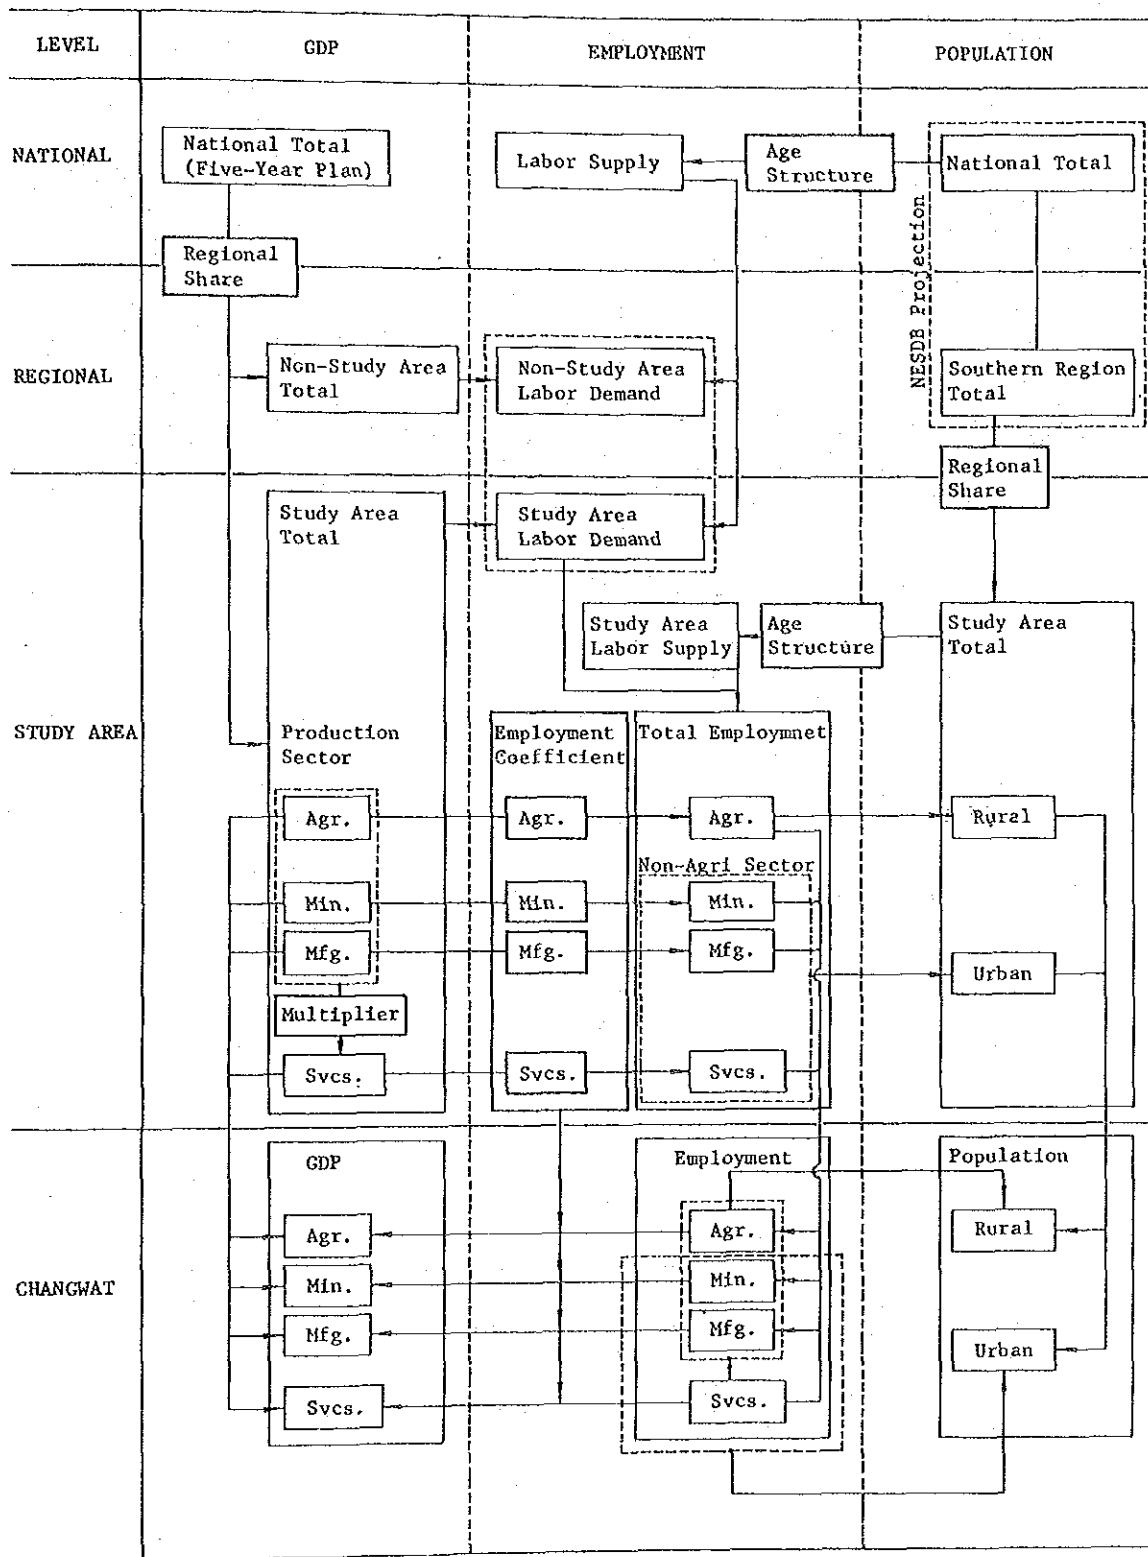 LEVEL
GDP
EMPLOYMENT
POPULATION
NATIONAL
National Total
(Five-Year Plan)
Labor Supply
Age
Structure
National Total
NESDB Projection
Regional
Share
REGIONAL
Non-Study Area
Total
Non-Study Area
Labor Demand
Southern Region
Total
Regional
Share
Study Area
Total
Study Area
Labor Demand
Study Area
Labor Supply
Age
Structure
Study Area
Total
STUDY AREA
Production
Sector
Employment
Coefficient
Total Employmnet
Agr.
Agr.
Agr.
Rural
Non-Agri Sector
Min.
Min.
Min.
Mfg.
Mfg.
Mfg.
Urban
Multiplier
Svcs.
Svcs.
Svcs.
GDP
Employment
Population
Agr.
Agr.
Rural
CHANGWAT
Min.
Min.
Mfg.
Mfg.
Urban
Svcs.
Svcs.